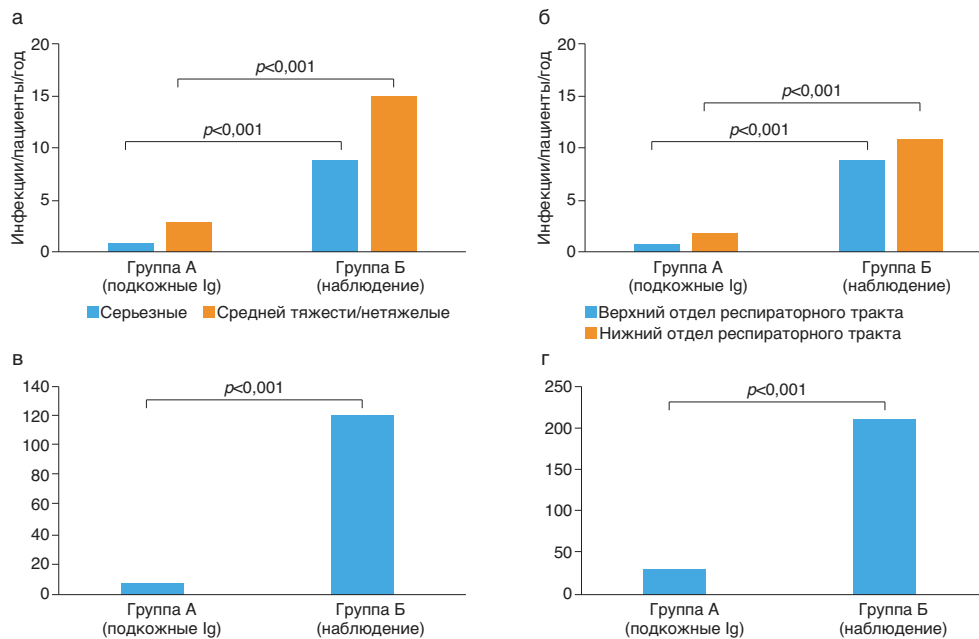 а
Инфекции/пациенты/год
20
15
10
5
0
p<0,001
p<0,001
Группа А
(подкожные Ig)
Группа Б
(наблюдение)
Серьезные
Средней тяжести/нетяжелые
б
Инфекции/пациенты/год
20
15
10
5
0
p<0,001
p<0,001
Группа А
(подкожные Ig)
Группа Б
(наблюдение)
Верхний отдел респираторного тракта
Нижний отдел респираторного тракта
в
140
120
100
80
60
40
20
0
p<0,001
Группа А
(подкожные Ig)
Группа Б
(наблюдение)
г
250
200
150
100
50
0
p<0,001
Группа А
(подкожные Ig)
Группа Б
(наблюдение)